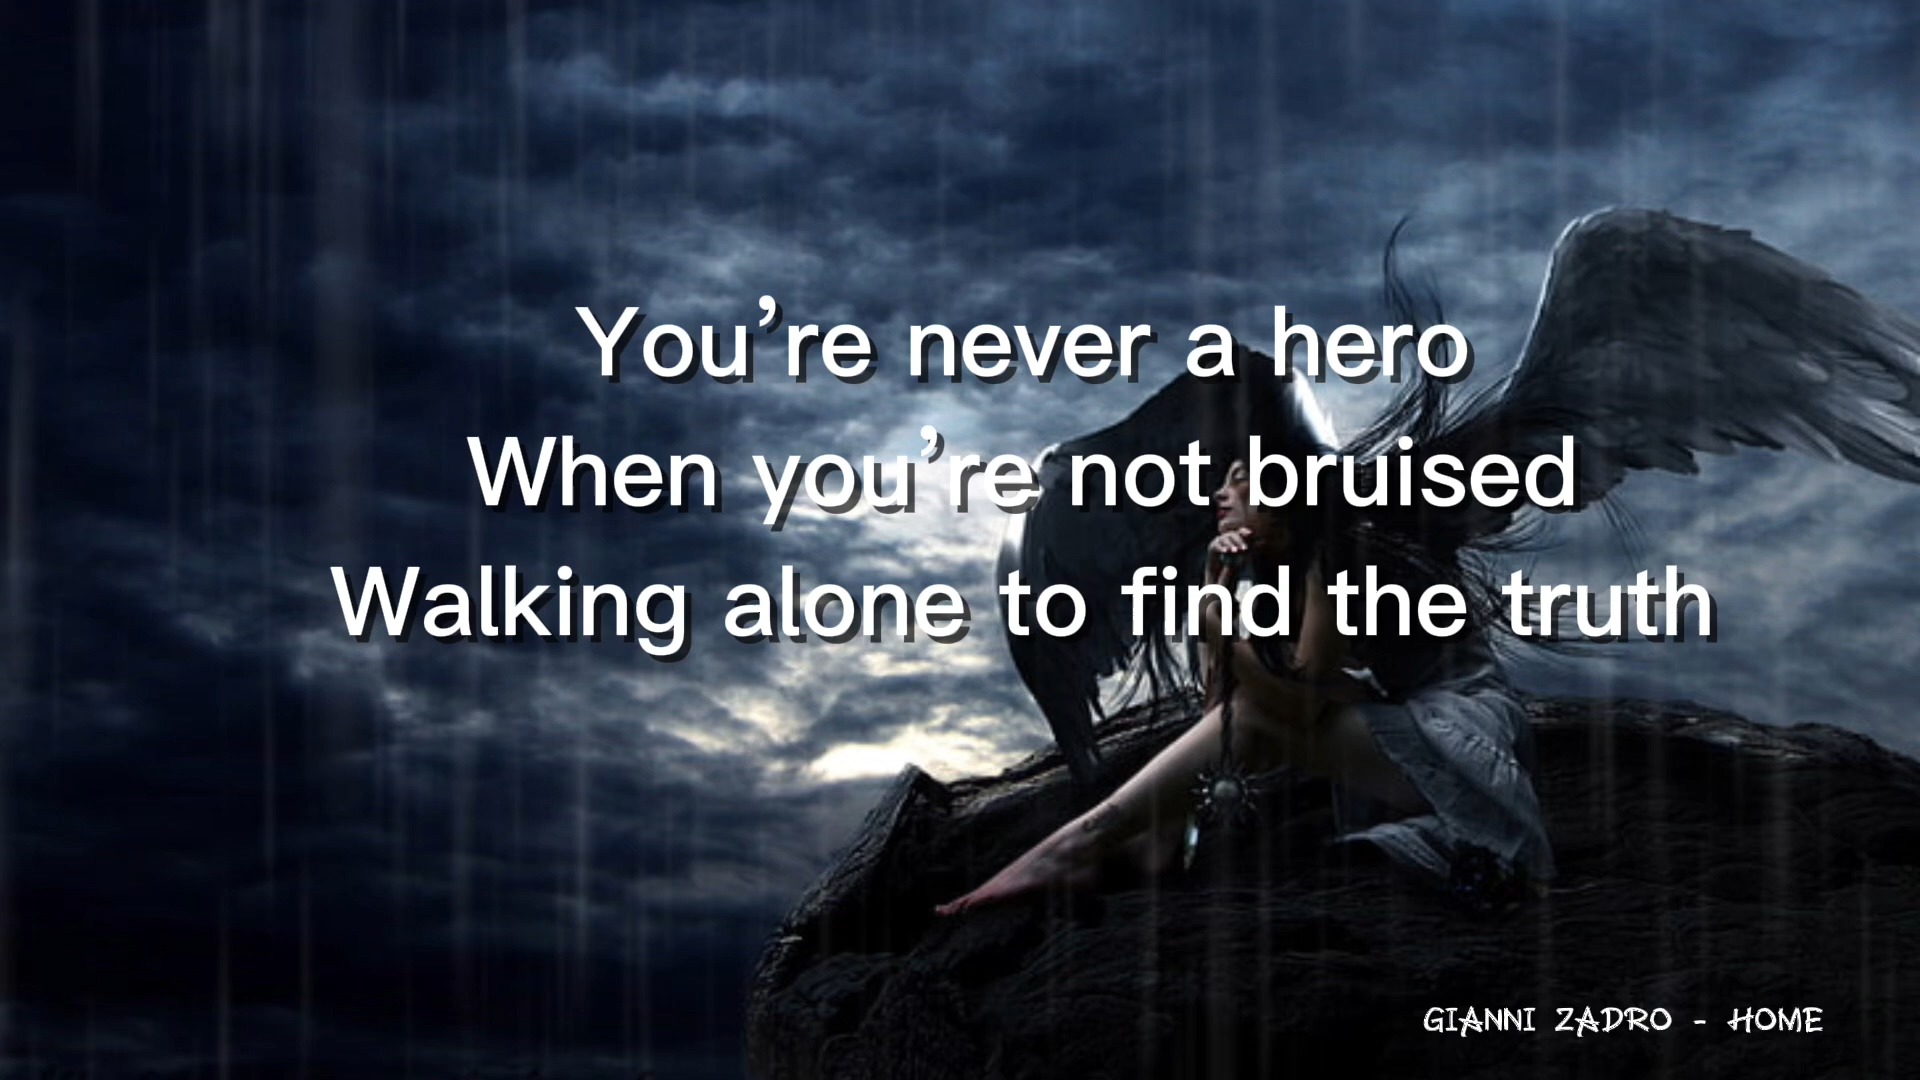 You’re never a hero
When you’re not bruised
Walking alone to find the truth
GIANNI ZADRO - HOME